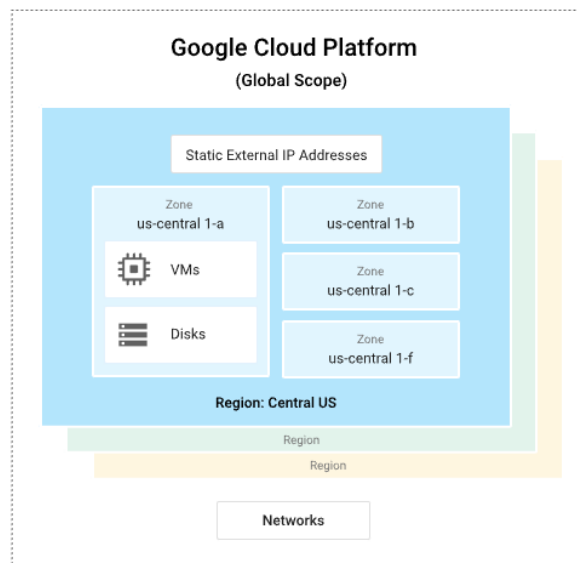 Google Cloud Platform
(Global Scope)
Static External IP Addresses
Zone
us-central 1-a
VMs
Disks
Zone
us-central 1-b
Zone
us-central 1-c
Zone
us-central 1-f
Region: Central US
Region
Region
Networks